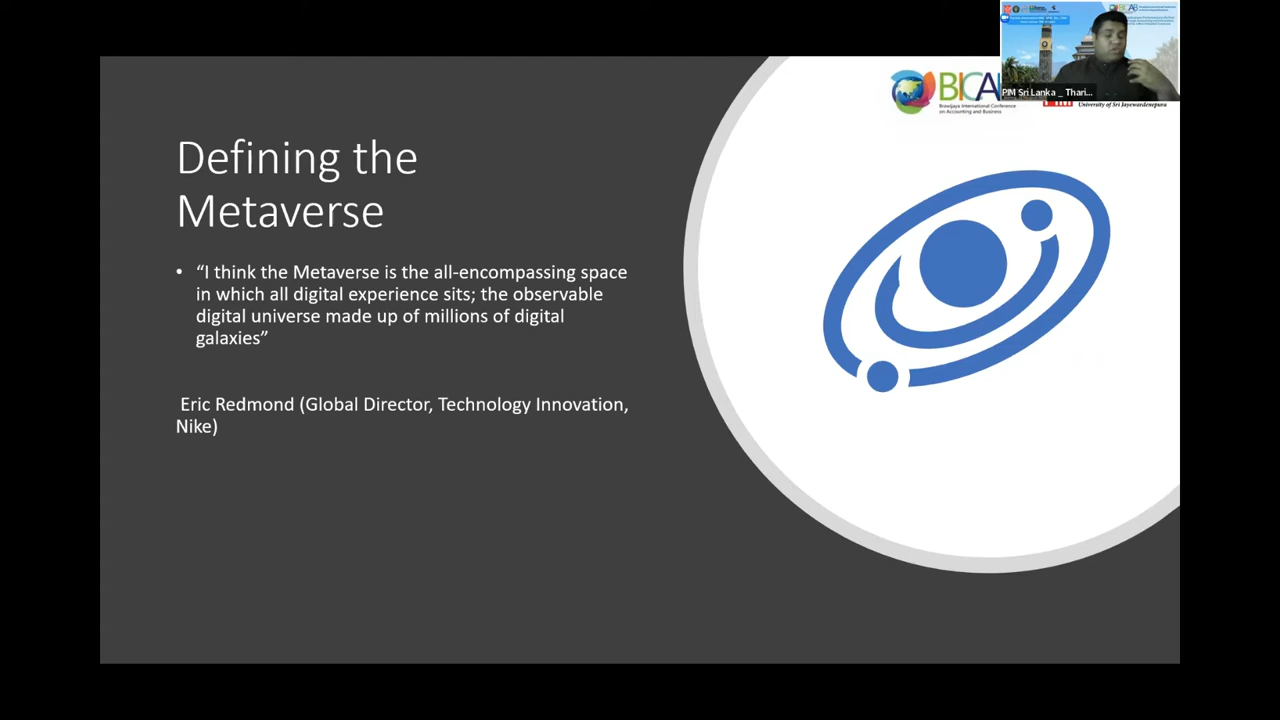 Defining the
Metaverse
• “I think the Metaverse is the all-encompassing space
in which all digital experience sits; the observable
digital universe made up of millions of digital
galaxies”
Eric Redmond (Global Director, Technology Innovation,
Nike)
BICA
Brawijaya International Conference
on Accounting and Business
University of Sri Jayewardenepura
PIM Sri Lanka _ Thari...